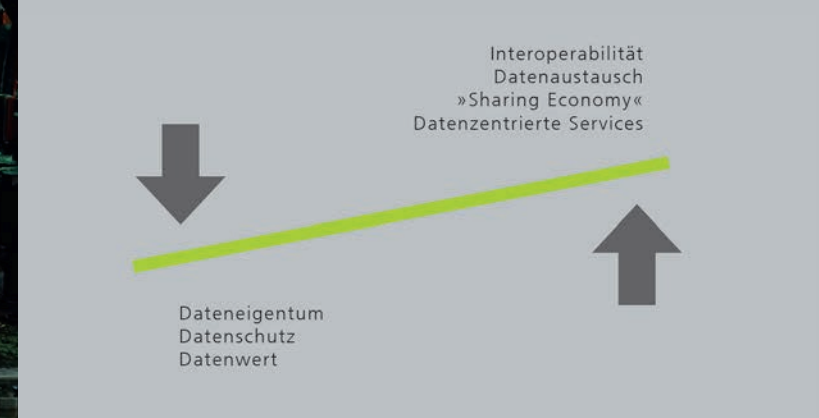 Interoperabilität
Datenaustausch
»Sharing Economy«
Datenzentrierte Services
Dateneigentum
Datenschutz
Datenwert